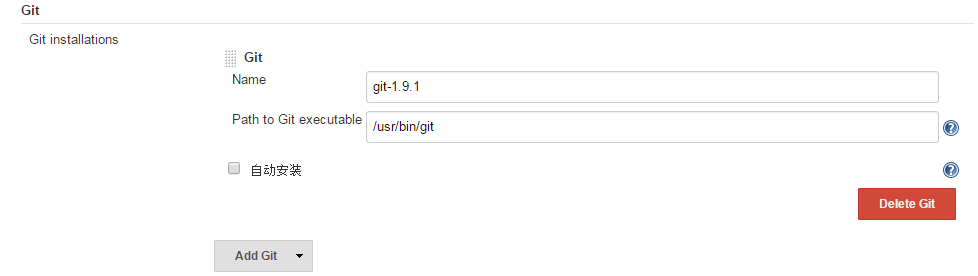 Git
Git installations
Git
Name
git-1.9.1
Path to Git executable
/usr/bin/git
?
自动安装
?
Delete Git
Add Git